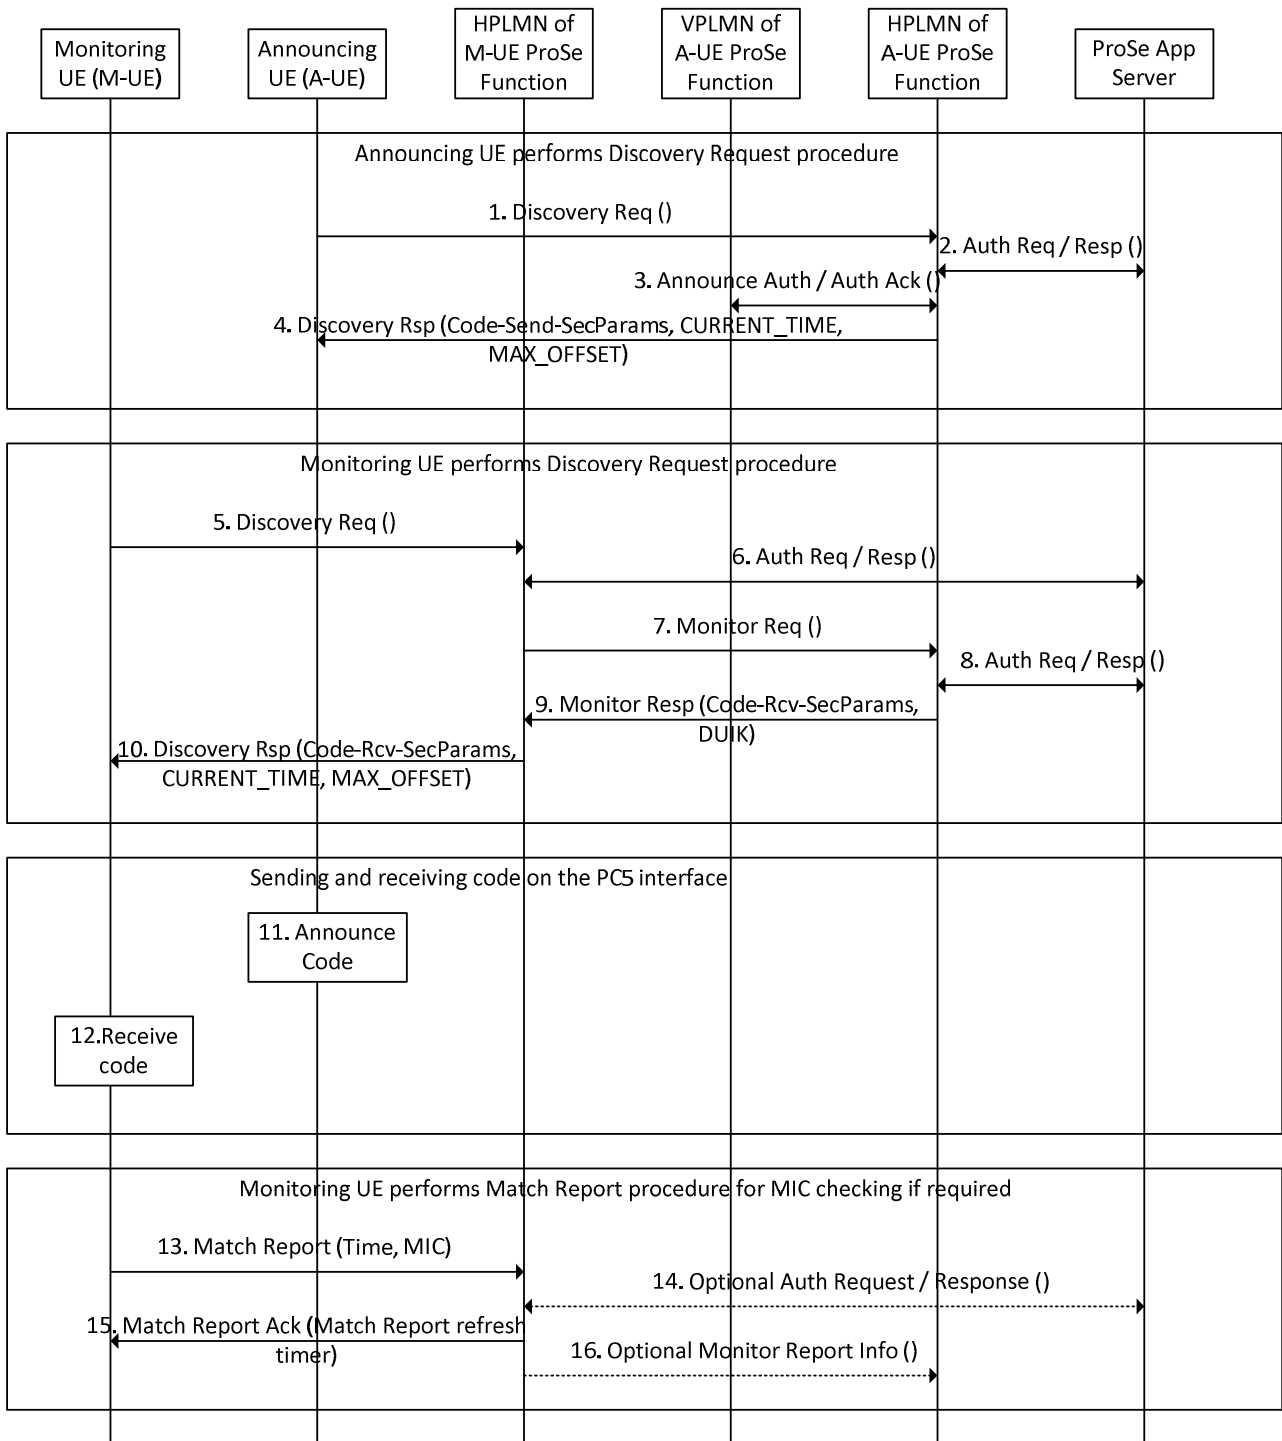 Monitoring
UE (M-UE)
Announcing
UE (A-UE)
HPLMN of
M-UE ProSe
Function
VPLMN of
A-UE ProSe
Function
HPLMN of
A-UE ProSe
Function
ProSe App
Server
Announcing UE performs Discovery Request procedure
1. Discovery Req ()
2. Auth Req / Resp ()
3. Announce Auth / Auth Ack ()
4. Discovery Rsp (Code-Send-SecParams, CURRENT_TIME,
MAX_OFFSET)
Monitoring UE performs Discovery Request procedure
5. Discovery Req ()
6. Auth Req / Resp ()
7. Monitor Req ()
8. Auth Req / Resp ()
9. Monitor Resp (Code-Rcv-SecParams,
DUIK)
10. Discovery Rsp (Code-Rcv-SecParams,
CURRENT_TIME, MAX_OFFSET)
Sending and receiving code on the PC5 interface
11. Announce
Code
12.Receive
code
Monitoring UE performs Match Report procedure for MIC checking if required
13. Match Report (Time, MIC)
14. Optional Auth Request / Response ()
15. Match Report Ack (Match Report refresh
timer)
16. Optional Monitor Report Info ()